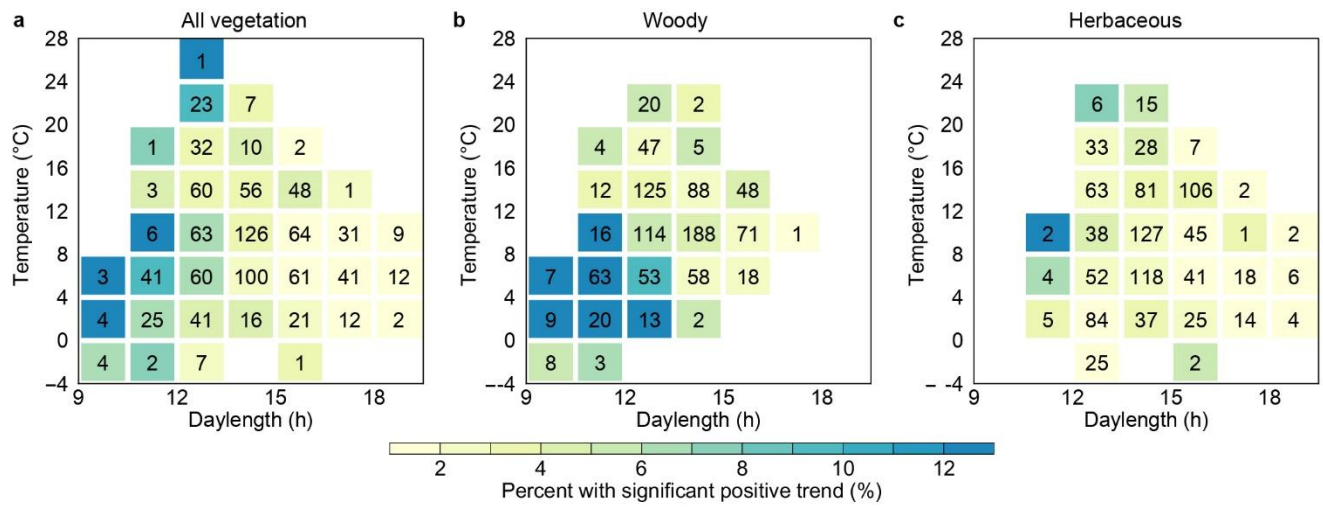 a All vegetation
28
24
20
16
12
8
4
0
−4
Temperature (°C)
1
23 7
1 32 10 2
3 60 56 48 1
6 63 126 64 31 9
3 41 60 100 61 41 12
4 25 41 16 21 12 2
4 2 7 1
9 12 15 18
Daylength (h)
b Woody
28
24
20
16
12
8
4
0
−-4
Temperature (°C)
20 2
4 47 5
12 125 88 48
16 114 188 71 1
7 63 53 58 18
9 20 13 2
8 3
9 12 15 18
Daylength (h)
c Herbaceous
28
24
20
16
12
8
4
0
− -4
Temperature (°C)
6 15
33 28 7
63 81 106 2
2 38 127 45 1 2
4 52 118 41 18 6
5 84 37 25 14 4
25 2
9 12 15 18
Daylength (h)
2 4 6 8 10 12
Percent with significant positive trend (%)